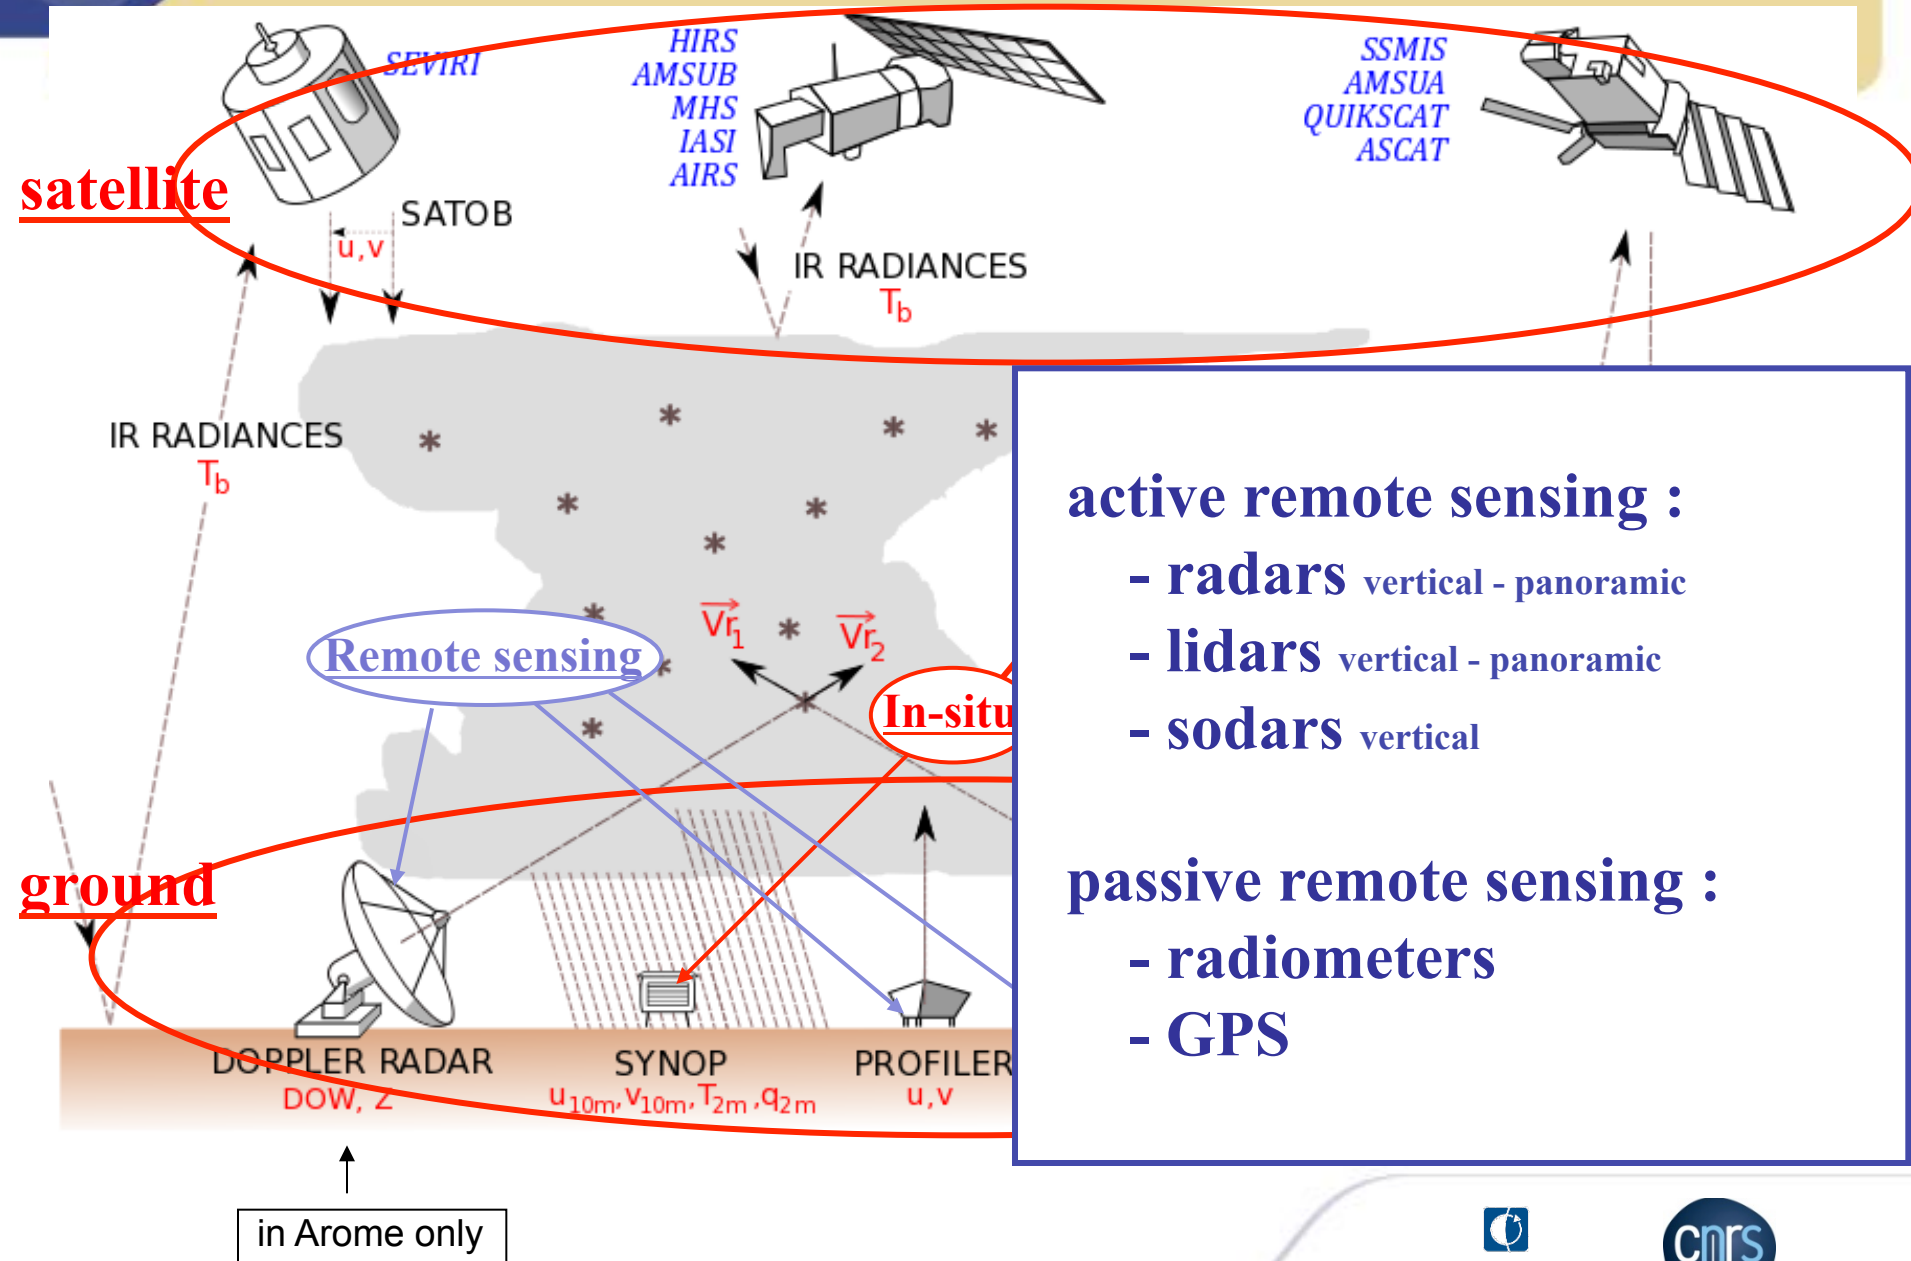 SEVIRI
HIRS
AMSUB
MHS
IASI
AIRS
SSMIS
AMSUA
QUIKSCAT
ASCAT
satellite
SATOB
u,v
IR RADIANCES
Tb
IR RADIANCES
Tb
Vr1
Vr2
Remote sensing
In-situ
active remote sensing :
- radars vertical - panoramic
- lidars vertical - panoramic
- sodars vertical
passive remote sensing :
- radiometers
- GPS
ground
DOPPLER RADAR
DOW, Z
SYNOP
u10m,v10m,T2m,q2m
PROFILER
u,v
in Arome only
cnrs